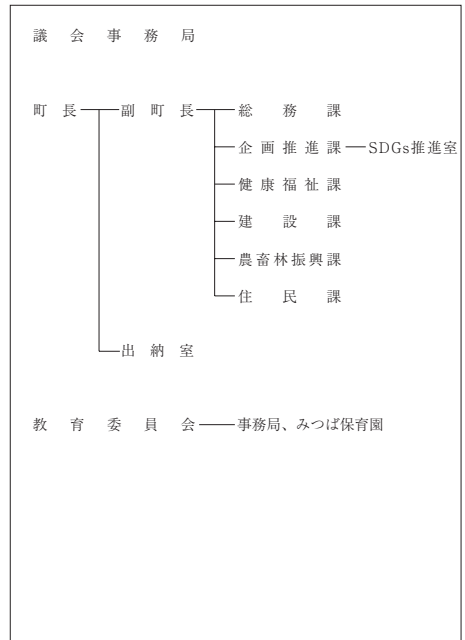 議会事務局
町長 副町長 総務課
企画推進課 SDGs推進室
健康福祉課
建設課
農畜林振興課
住民課
出納室
教育委員会 事務局、みつば保育園